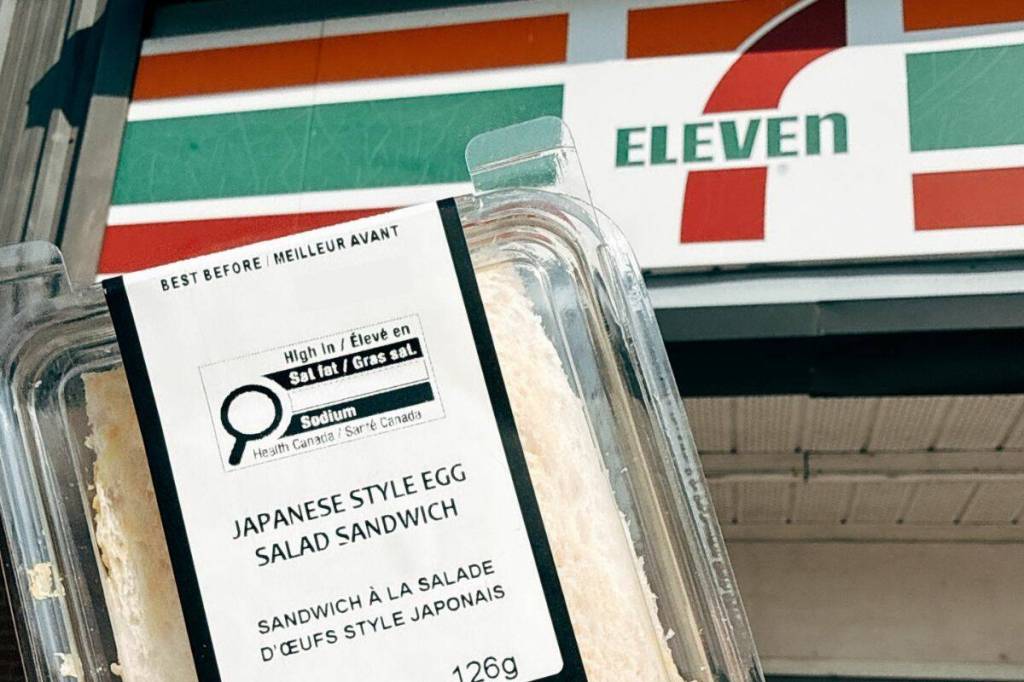 7
ELEVEn
BEST BEFORE / MEILLEUR AVANT
High in / Élevé en
Sat fat / Gras sat.
Sodium
Health Canada / Santé Canada
JAPANESE STYLE EGG
SALAD SANDWICH
SANDWICH À LA SALADE
D'ŒUFS STYLE JAPONAIS
126g